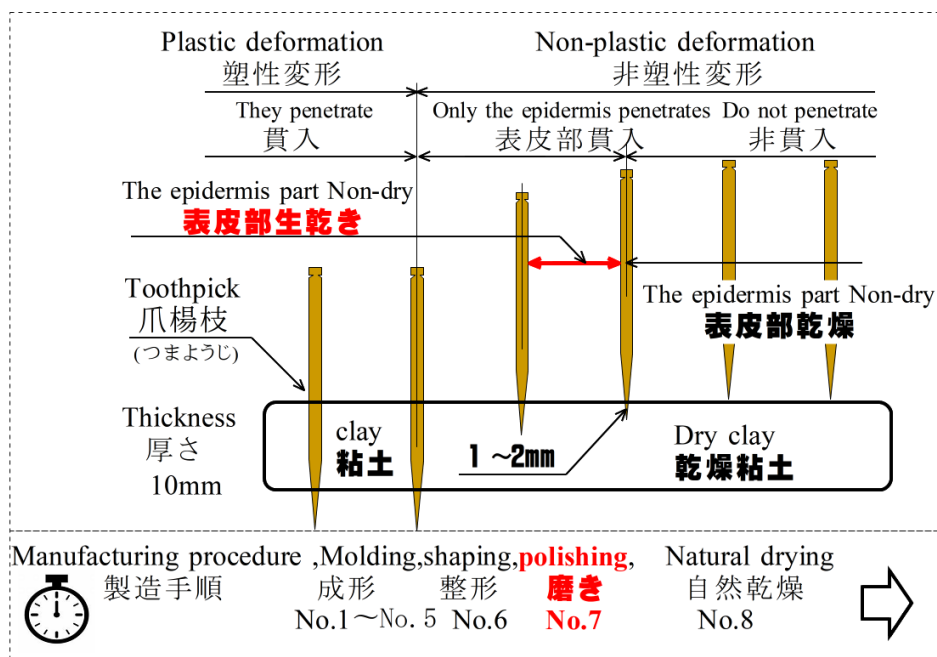 Plastic deformation
塑性変形
Non-plastic deformation
非塑性変形
They penetrate
貫入
Only the epidermis penetrates
表皮部貫入
Do not penetrate
非貫入
The epidermis part Non-dry
表皮部生乾き
Toothpick
爪楊枝
(つまようじ)
The epidermis part Non-dry
表皮部乾燥
Thickness
厚さ
10mm
clay
粘土
1～2mm
Dry clay
乾燥粘土
Manufacturing procedure ,Molding,shaping,polishing,
Natural drying
製造手順
成形
整形
磨き
自然乾燥
No.1～No.5
No.6
No.7
No.8